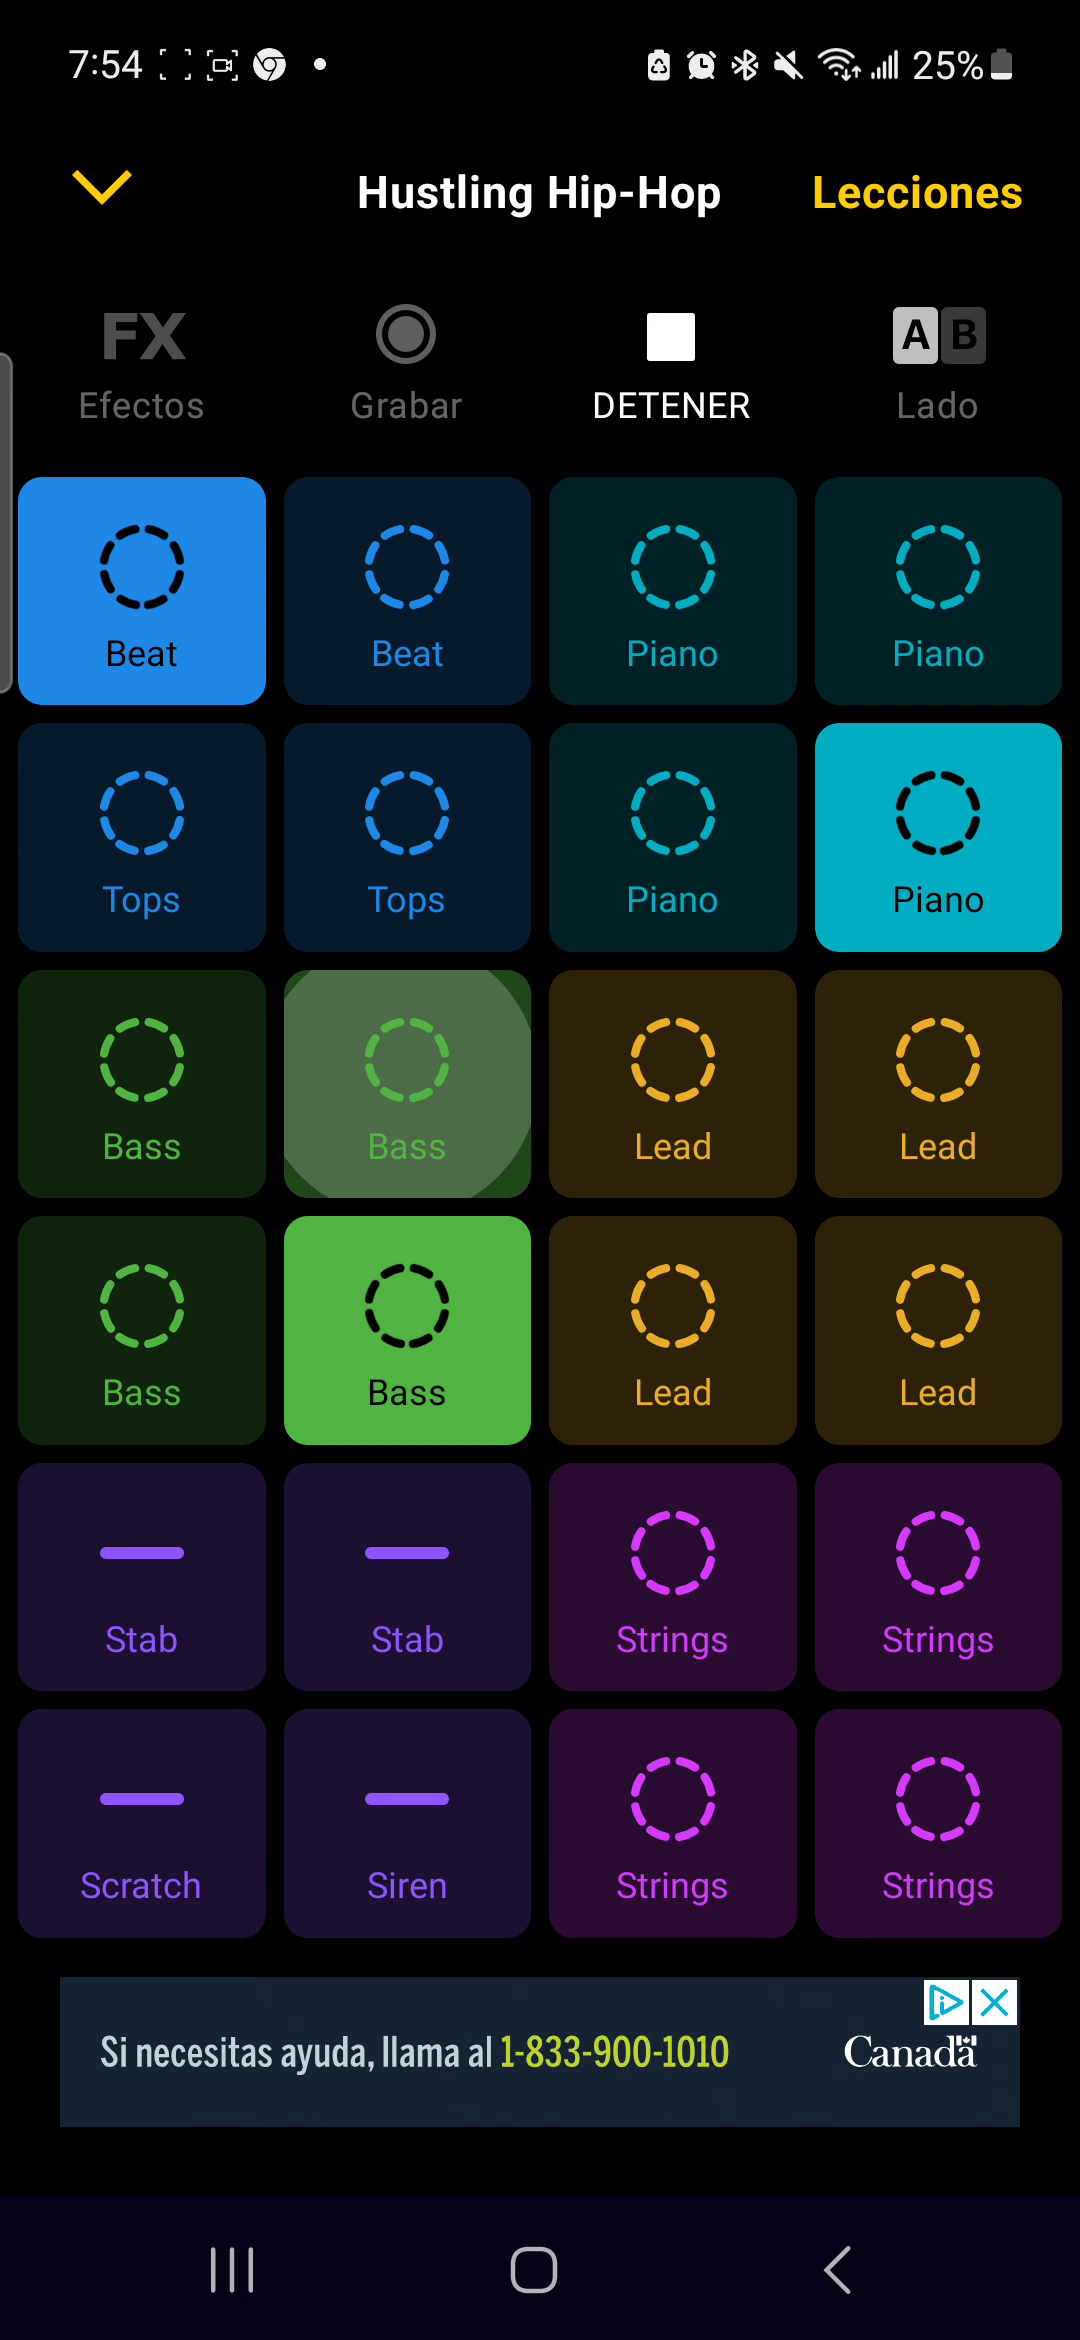 7:54 25%
Hustling Hip-Hop Lecciones
FX A B
Efectos Grabar DETENER Lado
Beat Beat Piano Piano
Tops Tops Piano Piano
Bass Bass Lead Lead
Bass Bass Lead Lead
Stab Stab Strings Strings
Scratch Siren Strings Strings
Si necesitas ayuda, llama al 1-833-900-1010 Canada